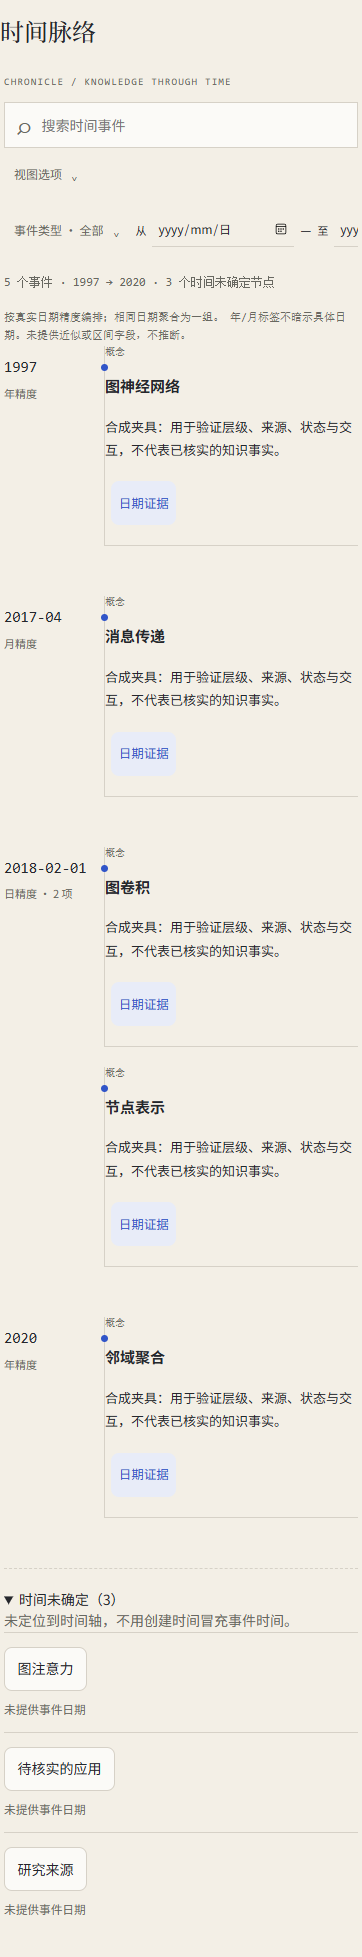 时间脉络
CHRONICLE / KNOWLEDGE THROUGH TIME
搜索时间事件
视图选项
事件类型 · 全部 从 yyyy/mm/日 — 至 yyy
5 个事件 · 1997 → 2020 · 3 个时间未确定节点
按真实日期精度编排；相同日期聚合为一组。 年/月标签不暗示具体日
期。未提供近似或区间字段，不推断。
概念
1997
图神经网络
年精度
合成夹具：用于验证层级、来源、状态与交
互，不代表已核实的知识事实。
日期证据
概念
2017-04
消息传递
月精度
合成夹具：用于验证层级、来源、状态与交
互，不代表已核实的知识事实。
日期证据
概念
2018-02-01
图卷积
日精度 · 2 项
合成夹具：用于验证层级、来源、状态与交
互，不代表已核实的知识事实。
日期证据
概念
节点表示
合成夹具：用于验证层级、来源、状态与交
互，不代表已核实的知识事实。
日期证据
概念
2020
邻域聚合
年精度
合成夹具：用于验证层级、来源、状态与交
互，不代表已核实的知识事实。
日期证据
▼ 时间未确定（3）
未定位到时间轴，不用创建时间冒充事件时间。
图注意力
未提供事件日期
待核实的应用
未提供事件日期
研究来源
未提供事件日期